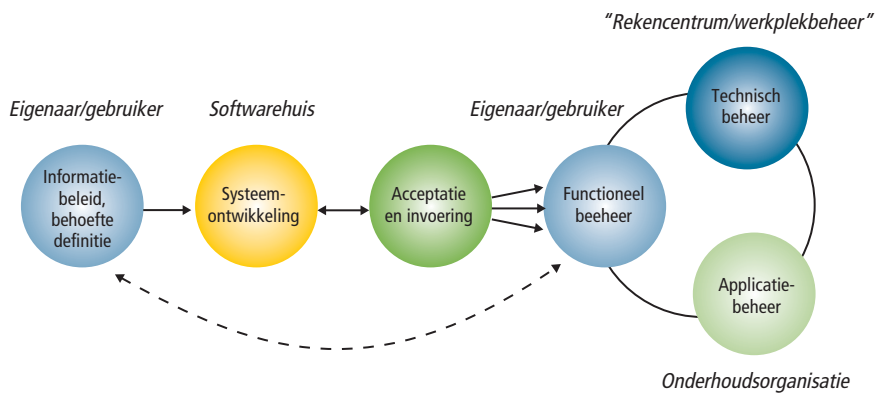 “Rekencentrum/werkplekbeheer”
Eigenaar/gebruiker
Softwarehuis
Eigenaar/gebruiker
Technisch
beheer
Informatie-
beleid,
behoefte
definitie
Systeem-
ontwikkeling
Acceptatie
en invoering
Functioneel
beeheer
Applicatie-
beheer
Onderhoudsorganisatie